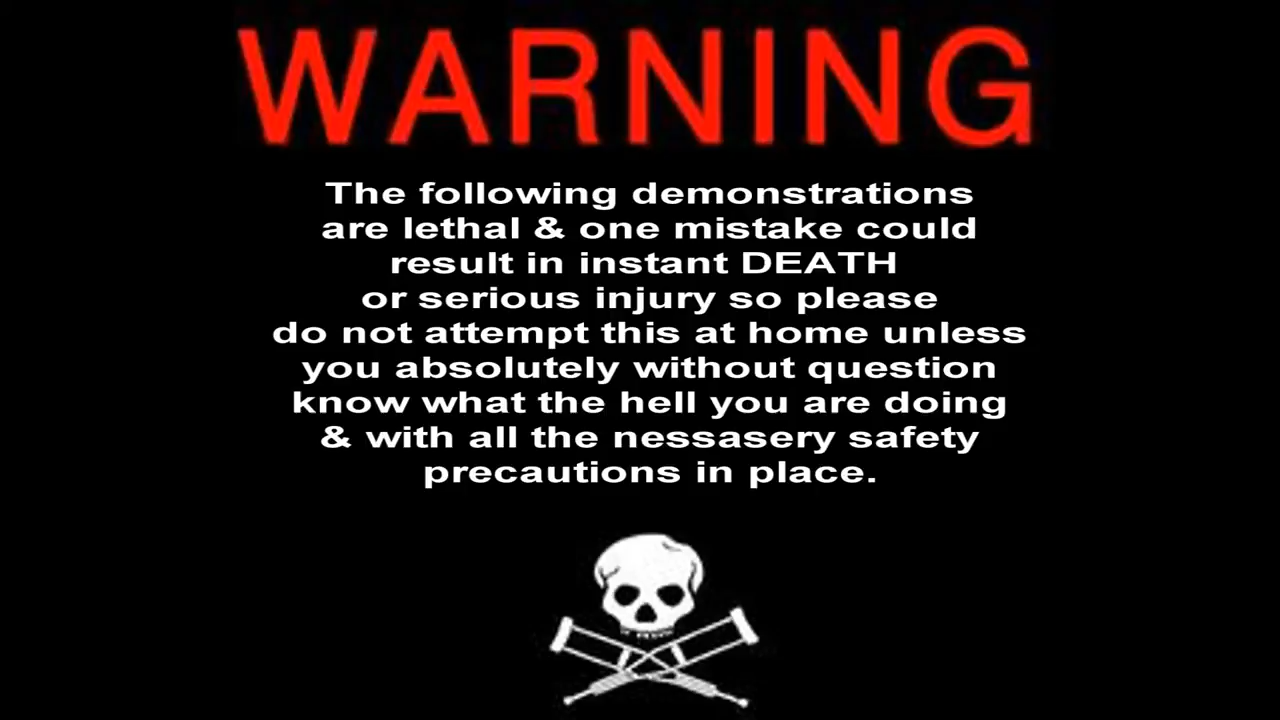 WARNING
The following demonstrations
are lethal & one mistake could
result in instant DEATH
or serious injury so please
do not attempt this at home unless
you absolutely without question
know what the hell you are doing
& with all the nessasery safety
precautions in place.